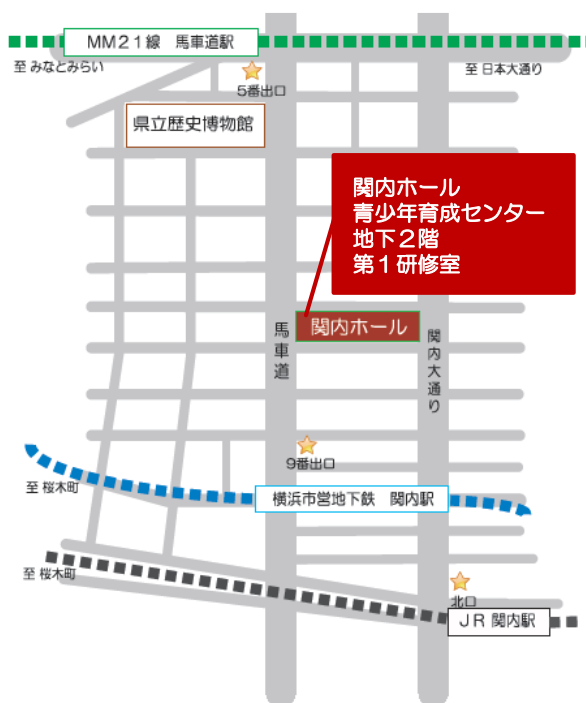 MM21線 馬車道駅
至 みなとみらい
至 日本大通り
5番出口
県立歴史博物館
関内ホール
青少年育成センター
地下2階
第1研修室
関内ホール
馬車道
関内大通り
9番出口
至 桜木町
横浜市営地下鉄 関内駅
至 桜木町
北口
JR 関内駅